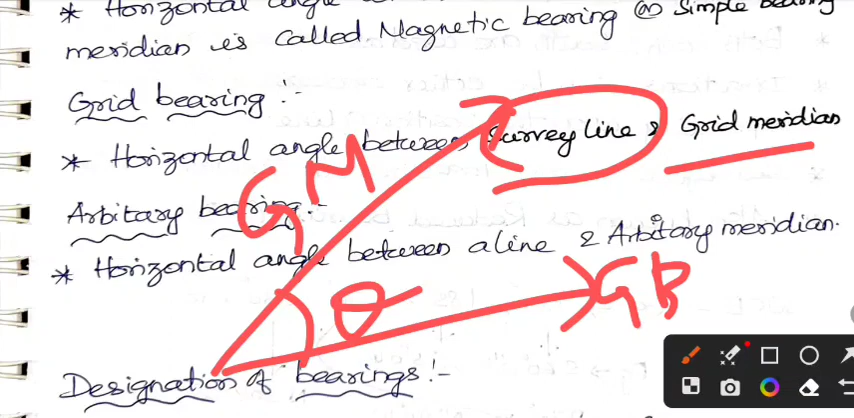 * Horizontal angle
meridian is called Magnetic bearing (or) Simple bearing
Grid bearing :-
* Horizontal angle between Survey line & Grid meridian
Arbitary bearing :-
* Horizontal angle between a line & Arbitary meridian.
Designation of bearings :-
GM
θ
GB